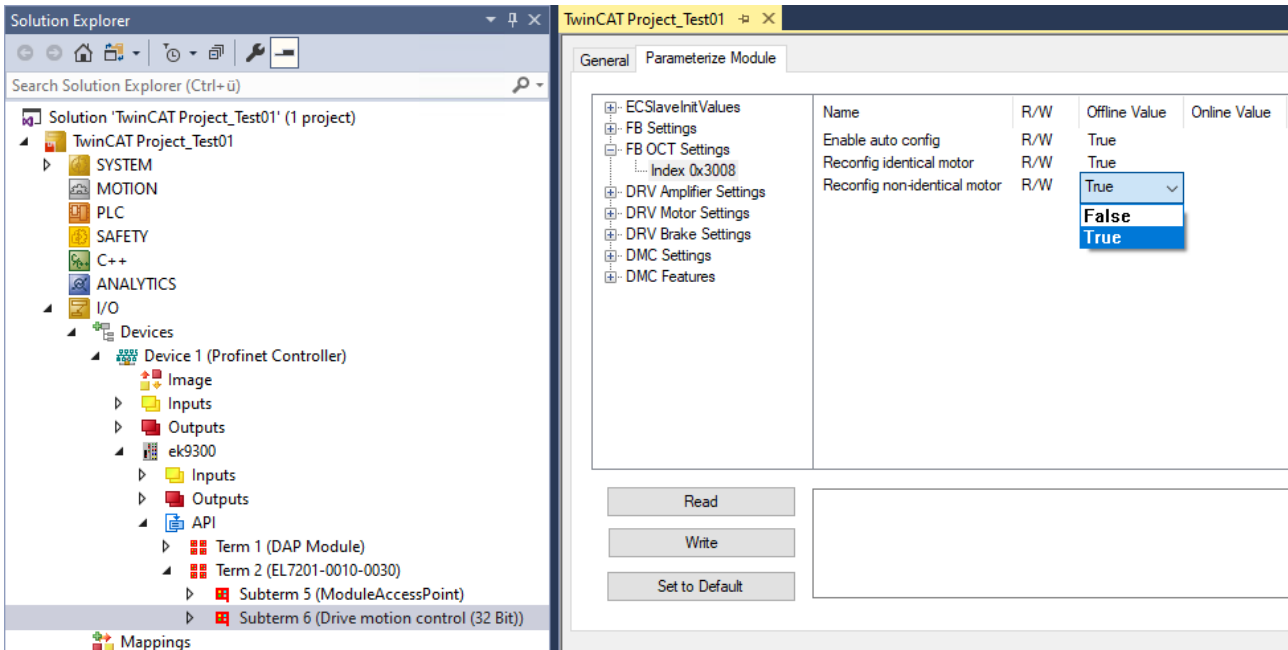 Solution Explorer
Search Solution Explorer (Ctrl+ü)
Solution 'TwinCAT Project_Test01' (1 project)
TwinCAT Project_Test01
SYSTEM
MOTION
PLC
SAFETY
C++
ANALYTICS
I/O
Devices
Device 1 (Profinet Controller)
Image
Inputs
Outputs
ek9300
Inputs
Outputs
API
Term 1 (DAP Module)
Term 2 (EL7201-0010-0030)
Subterm 5 (ModuleAccessPoint)
Subterm 6 (Drive motion control (32 Bit))
Mappings
TwinCAT Project_Test01
General Parameterize Module
ECSlaveInitValues
FB Settings
FB OCT Settings
Index 0x3008
DRV Amplifier Settings
DRV Motor Settings
DRV Brake Settings
DMC Settings
DMC Features
Name R/W Offline Value Online Value
Enable auto config R/W True
Reconfig identical motor R/W True
Reconfig non-identical motor R/W True
False
True
Read
Write
Set to Default